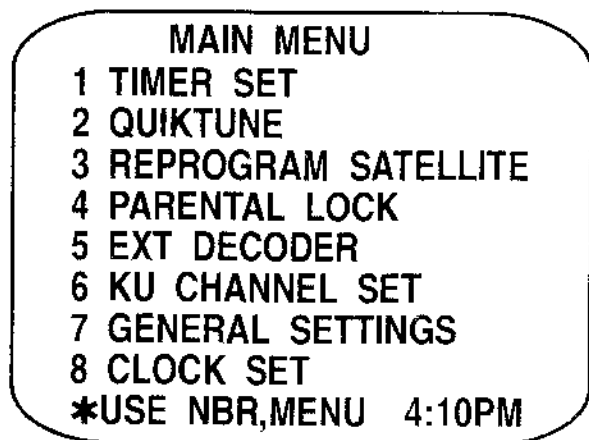 MAIN MENU
1 TIMER SET
2 QUIKTUNE
3 REPROGRAM SATELLITE
4 PARENTAL LOCK
5 EXT DECODER
6 KU CHANNEL SET
7 GENERAL SETTINGS
8 CLOCK SET
✱USE NBR,MENU 4:10PM